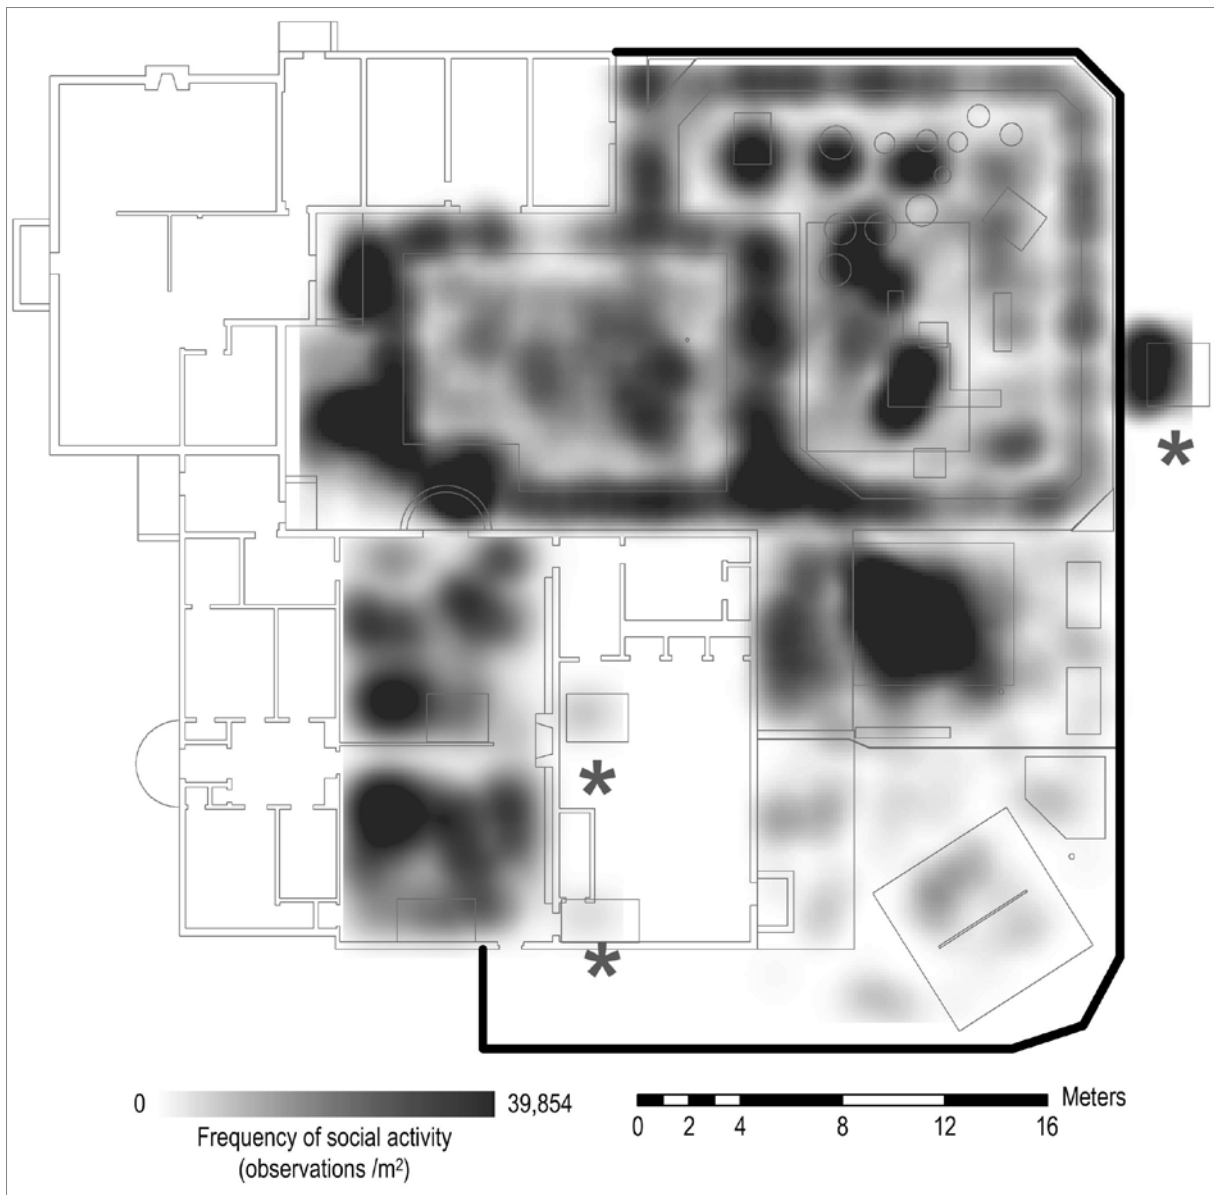 *
*
*
0 39,854
Frequency of social activity
(observations /m²)
Meters
0 2 4 8 12 16